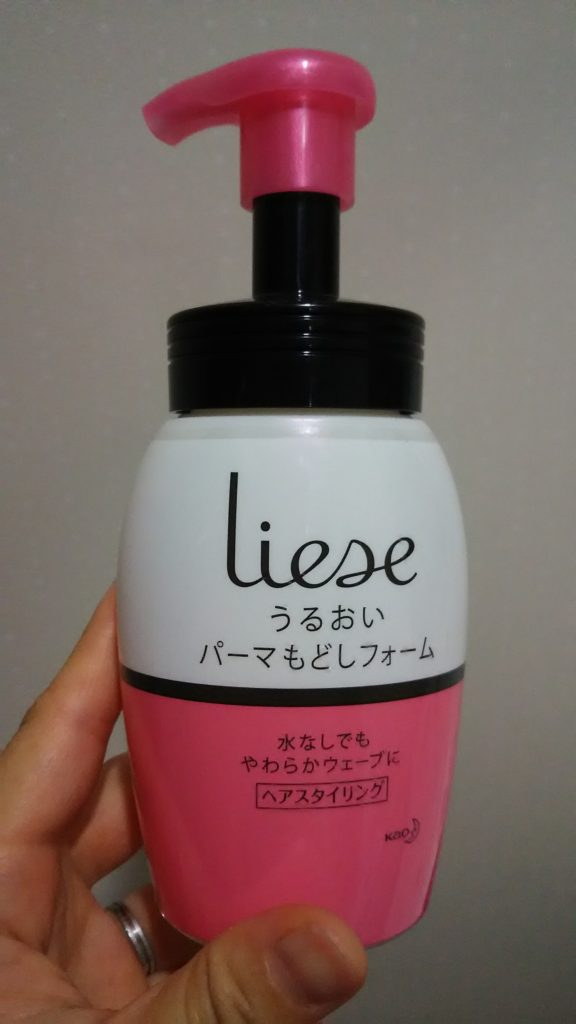 liese
うるおい
パーマもどしフォーム
水なしでも
やわらかウェーブに
ヘアスタイリング
Kao